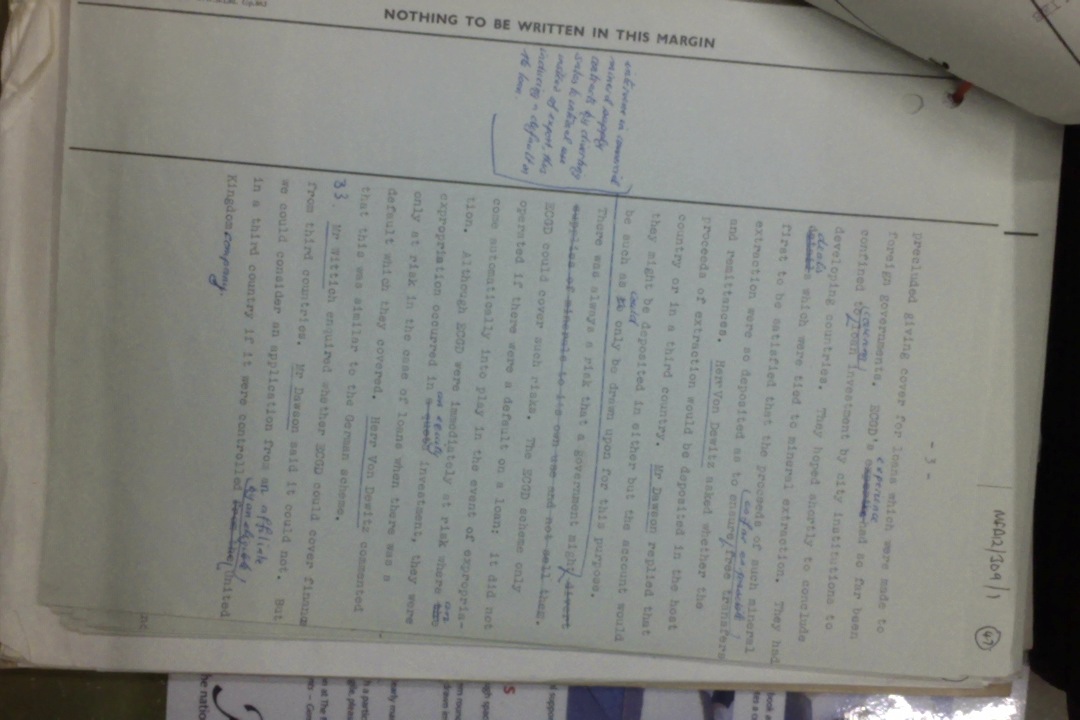 NOTHING TO BE WRITTEN IN THIS MARGIN
- 3 -
precluded giving cover for loans which were made to
foreign governments. ECGD's experience had so far been
confined to covering loan investment by city institutions to
developing countries. They hoped shortly to conclude
deals which were tied to mineral extraction. They had
first to be satisfied that the proceeds of such mineral
extraction were so deposited as to ensure, (as far as possible)
and remittances. Herr Von Dewitz asked whether the free transfers
proceeds of extraction would be deposited in the host
country or in a third country. Mr Dawson replied that
they might be deposited in either but the account would
be such as could only be drawn upon for this purpose.
There was always a risk that a government might divert
supplies of minerals to its own use and not sell them.
intervene in commercial
mineral supply
contracts by diverting
sales to internal use
instead of export, thus
inducing a default on
the loan.
ECGD could cover such risks. The ECGD scheme only
operated if there were a default on a loan: it did not
come automatically into play in the event of expropria-
tion. Although ECGD were immediately at risk where an
expropriation occurred in an equity investment, they were
only at risk in the case of loans when there was a
default which they covered. Herr Von Dewitz commented
that this was similar to the German scheme.
33. Mr Wittich enquired whether ECGD could cover finance
from third countries. Mr Dawson said it could not. But
we could consider an application from an affiliate
in a third country if it were controlled by an eligible United
Kingdom company.
47